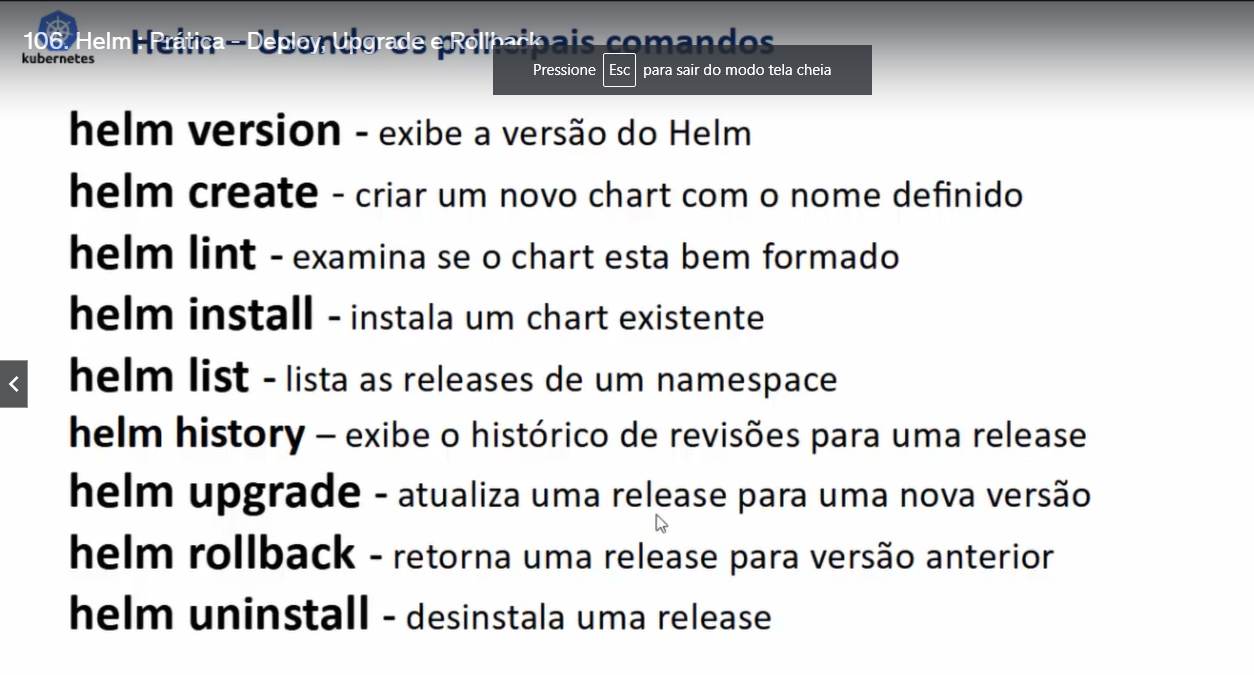 106. Helm : Prática - Deploy, Upgrade e Rollback
Helm – Usando os principais comandos
kubernetes
Pressione Esc para sair do modo tela cheia
helm version - exibe a versão do Helm
helm create - criar um novo chart com o nome definido
helm lint - examina se o chart esta bem formado
helm install - instala um chart existente
helm list - lista as releases de um namespace
helm history – exibe o histórico de revisões para uma release
helm upgrade - atualiza uma release para uma nova versão
helm rollback - retorna uma release para versão anterior
helm uninstall - desinstala uma release